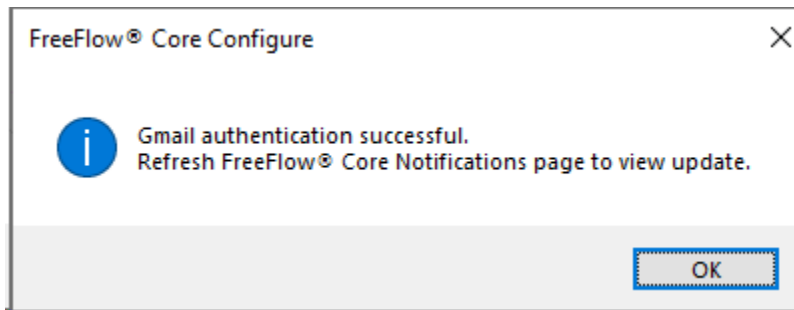 FreeFlow® Core Configure
Gmail authentication successful.
Refresh FreeFlow® Core Notifications page to view update.
OK